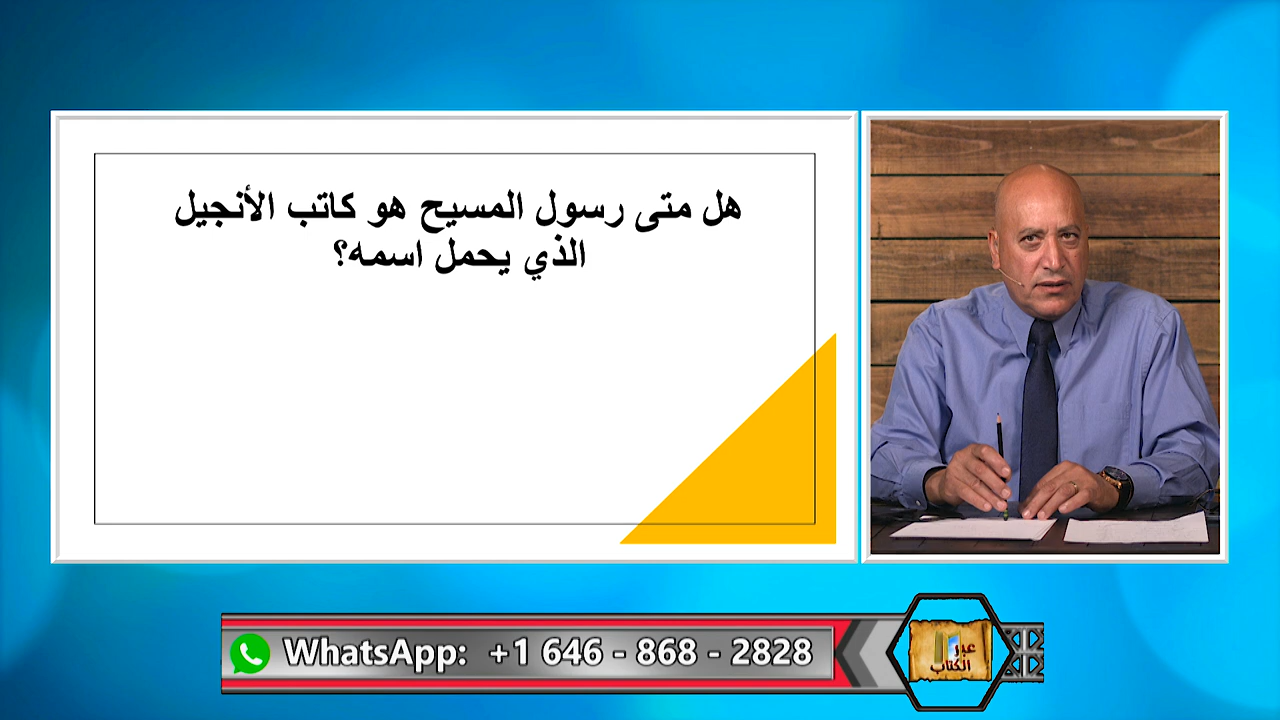 هل متى رسول المسيح هو كاتب الأنجيل
الذي يحمل اسمه؟
WhatsApp: +1 646 - 868 - 2828
عبر
الكتاب